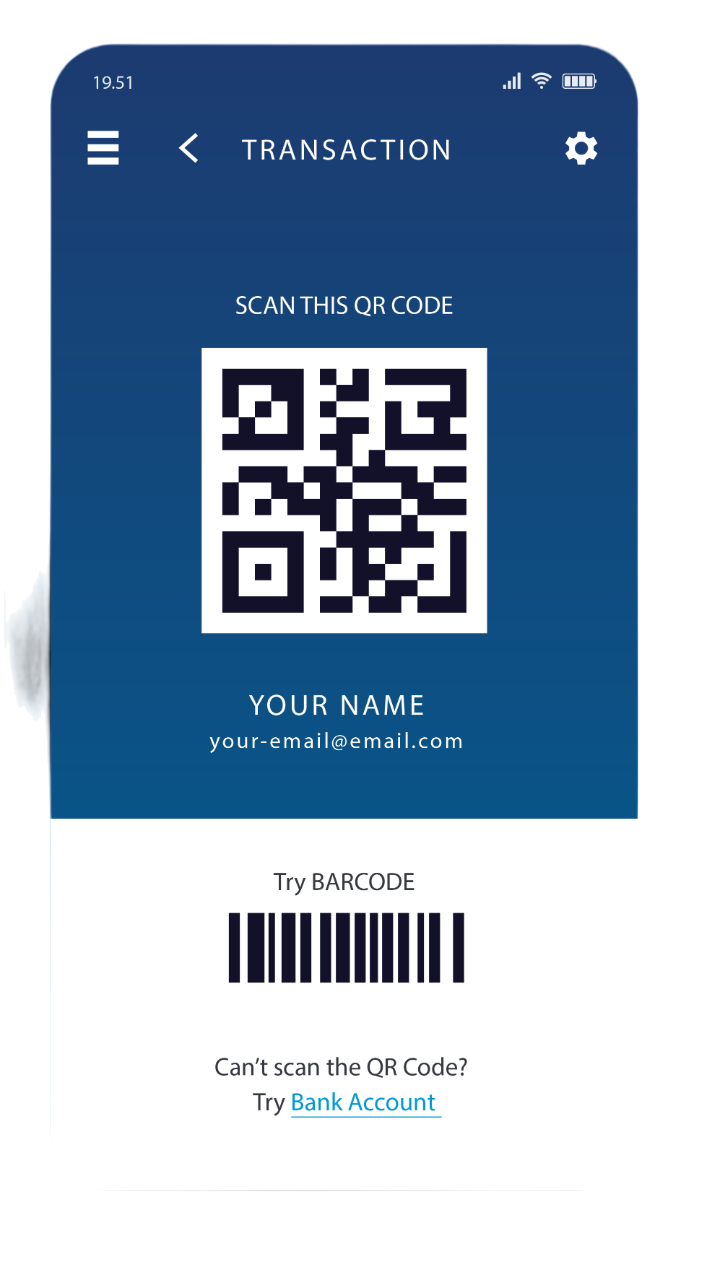 19.51
TRANSACTION
SCAN THIS QR CODE
YOUR NAME
your-email@email.com
Try BARCODE
Can’t scan the QR Code?
Try Bank Account